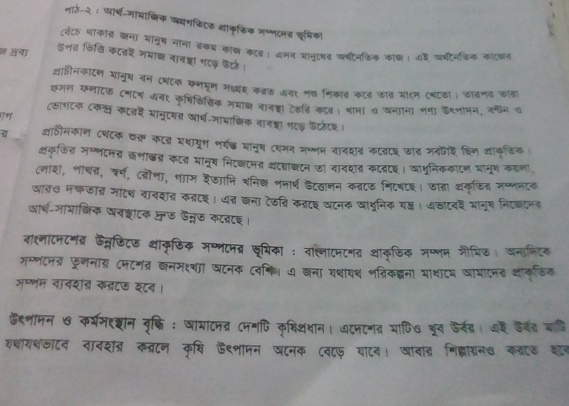 পাঠ-২ : আর্থ-সামাজিক অগ্রগতিতে প্রাকৃতিক সম্পদের ভূমিকা
বেঁচে থাকার জন্য মানুষ নানা রকম কাজ করে। এসব মানুষের অর্থনৈতিক কাজ। এই অর্থনৈতিক কাজের
উপর ভিত্তি করেই সমাজ ব্যবস্থা গড়ে উঠে।
প্রাচীনকালে মানুষ বন থেকে ফলমূল সংগ্রহ করত এবং পশু শিকার করে তার মাংস খেতো। তারপর তারা
ফসল ফলাতে শেখে এবং কৃষিভিত্তিক সমাজ ব্যবস্থা তৈরি করে। খাদ্য ও অন্যান্য পণ্য উৎপাদন, বণ্টন ও
ভোগকে কেন্দ্র করেই মানুষের আর্থ-সামাজিক ব্যবস্থা গড়ে উঠেছে।
প্রাচীনকাল থেকে শুরু করে মধ্যযুগ পর্যন্ত মানুষ যেসব সম্পদ ব্যবহার করেছে তার সবটাই ছিল প্রাকৃতিক।
প্রকৃতির সম্পদের রূপান্তর করে মানুষ নিজেদের প্রয়োজনে তা ব্যবহার করেছে। আধুনিককালে মানুষ কয়লা,
লোহা, পাথর, স্বর্ণ, রৌপ্য, গ্যাস ইত্যাদি খনিজ পদার্থ উত্তোলন করতে শিখেছে। তারা প্রকৃতির সম্পদকে
আরও দক্ষতার সাথে ব্যবহার করছে। এর জন্য তৈরি করছে অনেক আধুনিক যন্ত্র। এভাবেই মানুষ নিজেদের
আর্থ-সামাজিক অবস্থাকে দ্রুত উন্নত করেছে।
বাংলাদেশের উন্নতিতে প্রাকৃতিক সম্পদের ভূমিকা : বাংলাদেশের প্রাকৃতিক সম্পদ সীমিত। অন্যদিকে
সম্পদের তুলনায় দেশের জনসংখ্যা অনেক বেশি। এ জন্য যথাযথ পরিকল্পনা মাধ্যমে আমাদের প্রাকৃতিক
সম্পদ ব্যবহার করতে হবে।
উৎপাদন ও কর্মসংস্থান বৃদ্ধি : আমাদের দেশটি কৃষিপ্রধান। এদেশের মাটিও খুব উর্বর। এই উর্বর মাটি
যথাযথভাবে ব্যবহার করলে কৃষি উৎপাদন অনেক বেড়ে যাবে। আবার শিল্পায়নও করতে হবে